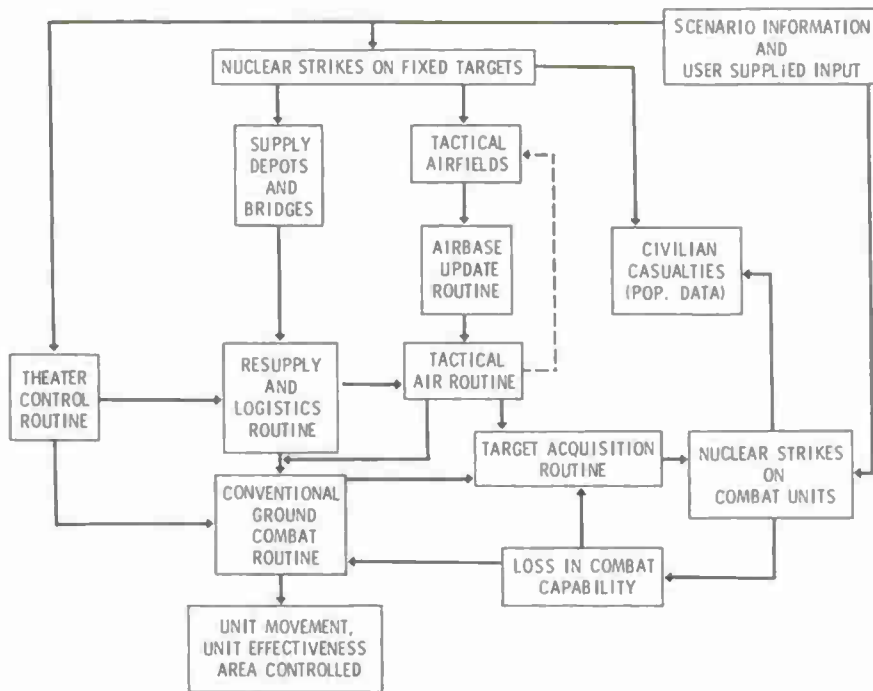 SCENARIO INFORMATION
AND
USER SUPPLIED INPUT
NUCLEAR STRIKES ON FIXED TARGETS
SUPPLY
DEPOTS
AND
BRIDGES
TACTICAL
AIRFIELDS
AIRBASE
UPDATE
ROUTINE
CIVILIAN
CASUALTIES
(POP. DATA)
THEATER
CONTROL
ROUTINE
RESUPPLY
AND
LOGISTICS
ROUTINE
TACTICAL
AIR ROUTINE
TARGET ACQUISITION
ROUTINE
NUCLEAR STRIKES
ON
COMBAT UNITS
CONVENTIONAL
GROUND
COMBAT
ROUTINE
LOSS IN COMBAT
CAPABILITY
UNIT MOVEMENT,
UNIT EFFECTIVENESS
AREA CONTROLLED